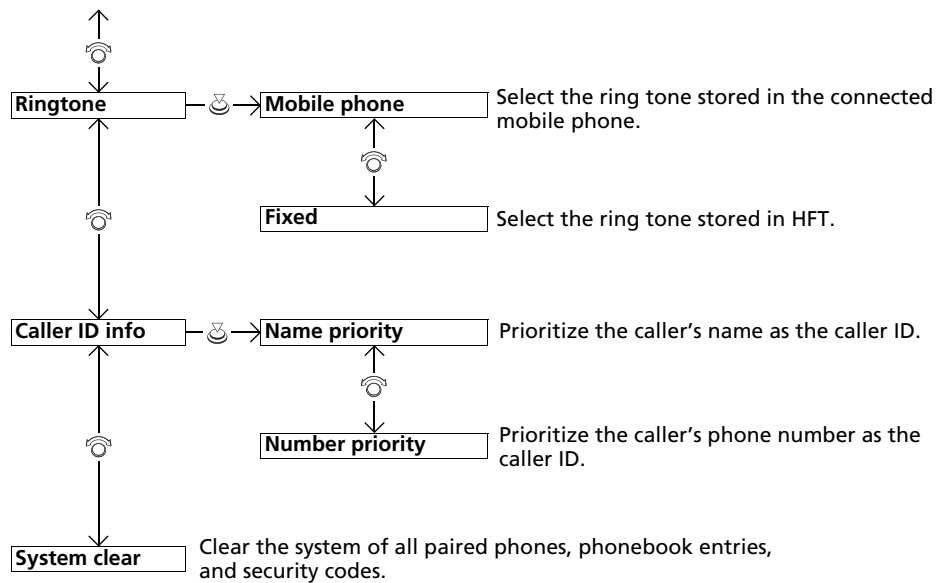 Ringtone
Mobile phone
Select the ring tone stored in the connected
mobile phone.
Fixed
Select the ring tone stored in HFT.
Caller ID info
Name priority
Prioritize the caller’s name as the caller ID.
Number priority
Prioritize the caller’s phone number as the
caller ID.
System clear
Clear the system of all paired phones, phonebook entries,
and security codes.